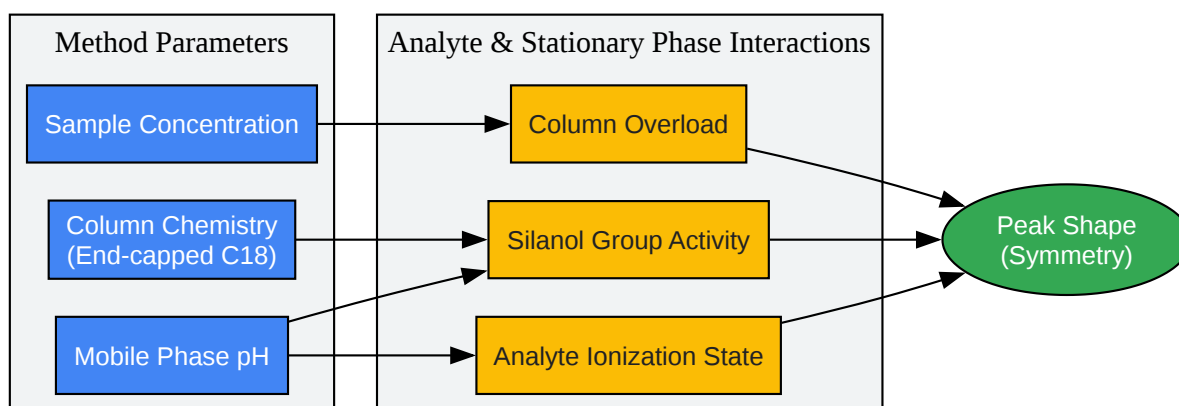 Method Parameters
Analyte & Stationary Phase Interactions
Sample Concentration
Column Overload
Column Chemistry
(End-capped C18)
Silanol Group Activity
Peak Shape
(Symmetry)
Mobile Phase pH
Analyte Ionization State